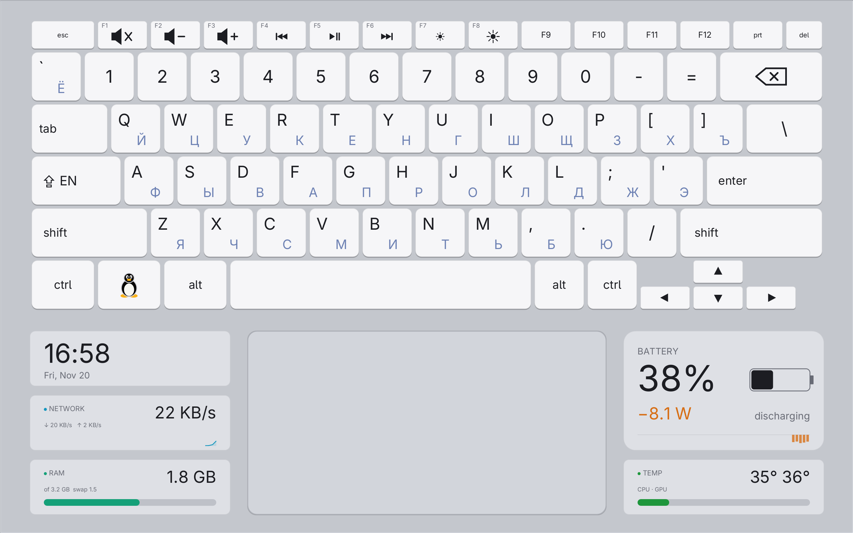 esc F1 F2 F3 F4 F5 F6 F7 F8 F9 F10 F11 F12 prt del
` Ё 1 2 3 4 5 6 7 8 9 0 - =
tab Q Й W Ц E У R К T Е Y Н U Г I Ш O Щ P З [ Х ] Ъ \
EN A Ф S Ы D В F А G П H Р J О K Л L Д ; Ж ' Э enter
shift Z Я X Ч C С V М B И N Т M Ь , Б . Ю / shift
ctrl alt alt ctrl
16:58
Fri, Nov 20
NETWORK 22 KB/s
↓ 20 KB/s ↑ 2 KB/s
RAM 1.8 GB
of 3.2 GB swap 1.5
BATTERY
38%
−8.1 W discharging
TEMP 35° 36°
CPU · GPU